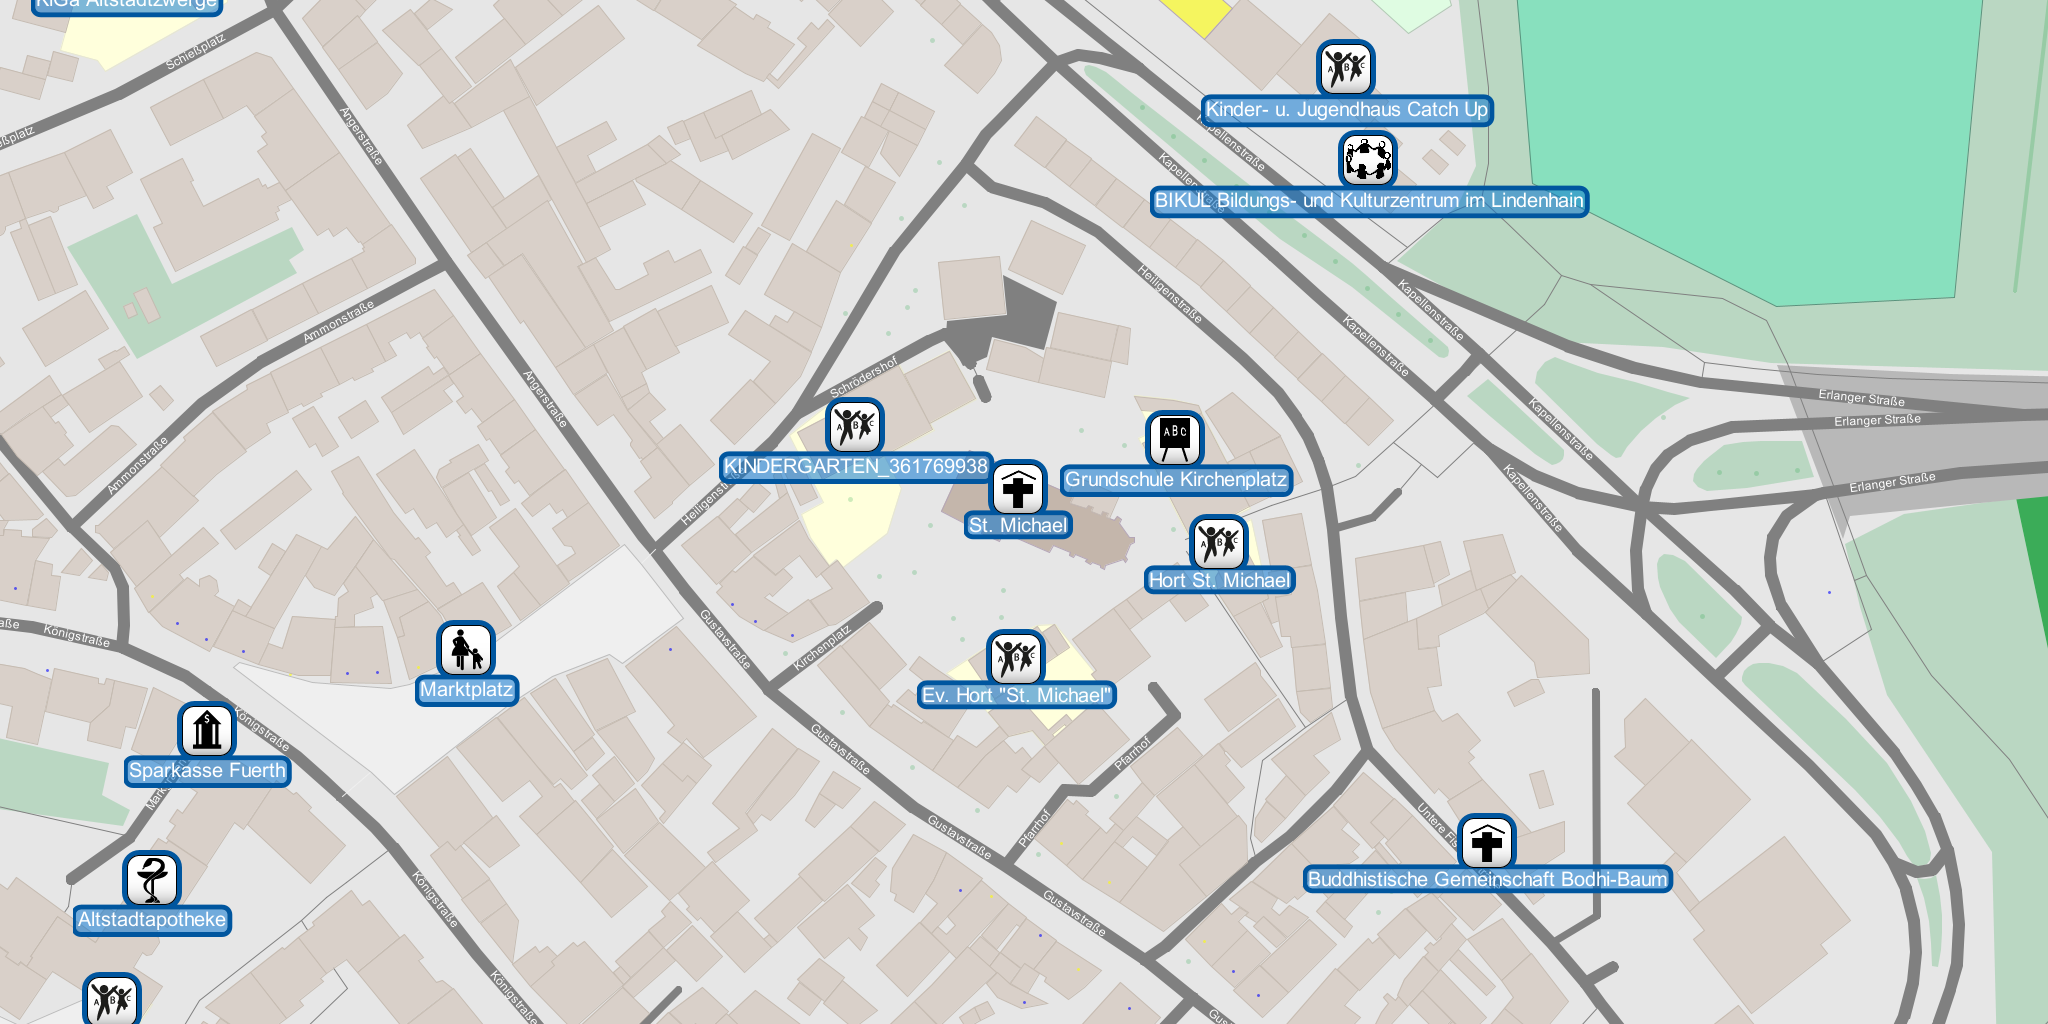 KiGa Altstadtzwerge
Schießplatz
ßplatz
Angerstraße
Kinder- u. Jugendhaus Catch Up
Kapellenstraße
Kapellenstraße
BIKUL Bildungs- und Kulturzentrum im Lindenhain
Heiligenstraße
Kapellenstraße
Kapellenstraße
Ammonstraße
Schrödershof
Angerstraße
Erlanger Straße
Erlanger Straße
Kapellenstraße
Ammonstraße
KINDERGARTEN_361769938
Grundschule Kirchenplatz
Erlanger Straße
Heiligenstraße
Kapellenstraße
St. Michael
Hort St. Michael
aße
Königstraße
Gustavstraße
Kirchenplatz
Marktplatz
Ev. Hort "St. Michael"
Königstraße
Gustavstraße
Pfarrhof
Sparkasse Fuerth
Gustavstraße
Pfarrhof
Untere Fis
Buddhistische Gemeinschaft Bodhi-Baum
Königstraße
Altstadtapotheke
Gustavstraße
Königstraße
Gus
A B C